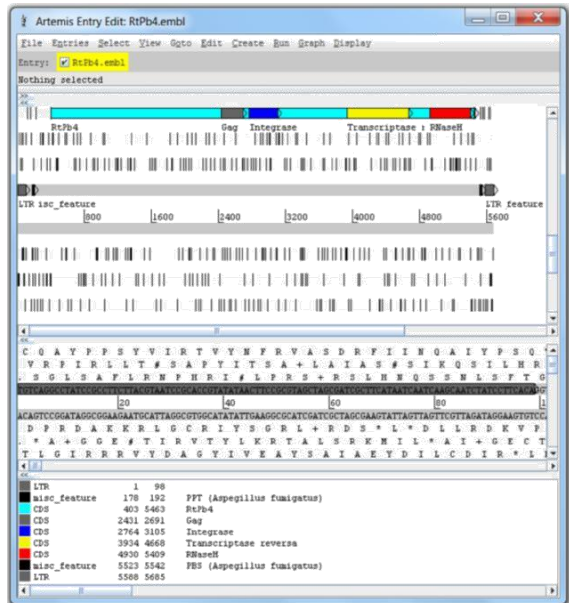 Artemis Entry Edit: RtPb4.embl
File Entries Select View Goto Edit Create Run Graph Display
Entry: RtPb4.embl
Nothing selected
RtPb4 Gag Integrase Transcriptase : RNaseH
LTR isc_feature LTR feature
800 1600 2400 3200 4000 4800 5600
C Q A Y P P S Y V I R T V Y N F R V A S D R F I I N Q A I Y P S Q
V R P I R L L T # S A P Y I T S A + L A I A S # S I K Q S I L H R
L S G L S A F L R N P H R I # L P R S + R S L H N Q S S N L S F T G
20 40 60 80
D P R D A K K R L G C R I Y S G R L + R D S * L * D L L R D K V P
L * A + G G E # T I R V T Y L K R T A L S R K M I L * A I + G E C T
T L G I R R R V Y D A G Y I V E A Y S A I A E Y D I L C D I R * L
LTR 1 98
misc_feature 178 192 PPT (Aspegillus fumigatus)
CDS 403 5463 RtPb4
CDS 2431 2691 Gag
CDS 2764 3105 Integrase
CDS 3934 4668 Transcriptase reversa
CDS 4930 5409 RNaseH
misc_feature 5523 5542 PBS (Aspegillus fumigatus)
LTR 5588 5685